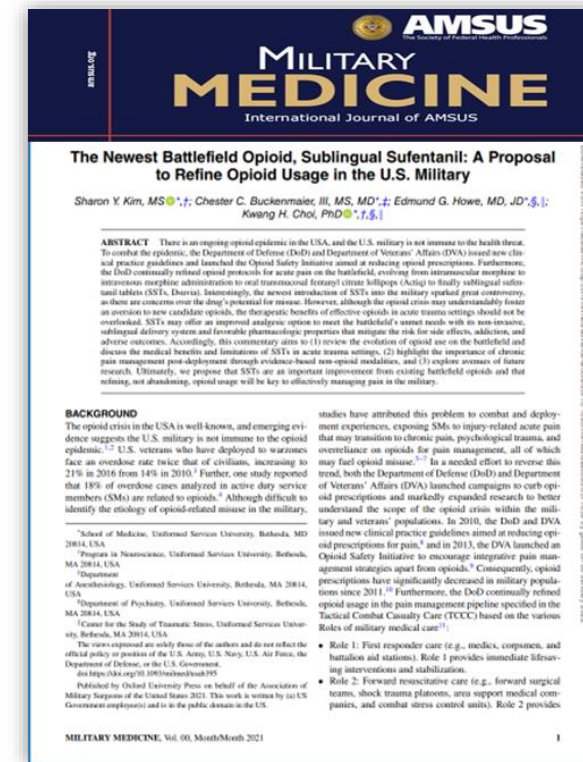 AMSUS
The Society of Federal Health Professionals
MILITARY
MEDICINE
International Journal of AMSUS
The Newest Battlefield Opioid, Sublingual Sufentanil: A Proposal
to Refine Opioid Usage in the U.S. Military
Sharon Y. Kim, MS *,†; Chester C. Buckenmaier, III, MS, MD*,‡; Edmund G. Howe, MD, JD*,§,||;
Kwang H. Choi, PhD *,†,§,||
ABSTRACT There is an ongoing opioid epidemic in the USA, and the U.S. military is not immune to the health threat.
To combat the epidemic, the Department of Defense (DoD) and Department of Veterans' Affairs (DVA) issued new clin-
ical practice guidelines and launched the Opioid Safety Initiative aimed at reducing opioid prescriptions. Furthermore,
the DoD continually refined opioid protocols for acute pain on the battlefield, evolving from intramuscular morphine to
intravenous morphine administration to oral transmucosal fentanyl citrate lollipops (Actiq) to finally sublingual sufen-
tanil tablets (SSTs, Dsuvia). Interestingly, the newest introduction of SSTs into the military sparked great controversy,
as there are concerns over the drug's potential for misuse. However, although the opioid crisis may understandably foster
an aversion to new candidate opioids, the therapeutic benefits of effective opioids in acute trauma settings should not be
overlooked. SSTs may offer an improved analgesic option to meet the battlefield's unmet needs with its non-invasive,
sublingual delivery system and favorable pharmacologic properties that mitigate the risk for side effects, addiction, and
adverse outcomes. Accordingly, this commentary aims to (1) review the evolution of opioid use on the battlefield and
discuss the medical benefits and limitations of SSTs in acute trauma settings, (2) highlight the importance of chronic
pain management post-deployment through evidence-based non-opioid modalities, and (3) explore avenues of future
research. Ultimately, we propose that SSTs are an important improvement from existing battlefield opioids and that
refining, not abandoning, opioid usage will be key to effectively managing pain in the military.
BACKGROUND
The opioid crisis in the USA is well-known, and emerging evi-
dence suggests the U.S. military is not immune to the opioid
epidemic.1,2 U.S. veterans who have deployed to warzones
face an overdose rate twice that of civilians, increasing to
21% in 2016 from 14% in 2010.3 Further, one study reported
that 18% of overdose cases analyzed in active duty service
members (SMs) are related to opioids.4 Although difficult to
identify the etiology of opioid-related misuse in the military,
*School of Medicine, Uniformed Services University, Bethesda, MD
20814, USA
†Program in Neuroscience, Uniformed Services University, Bethesda,
MA 20814, USA
‡Department
of Anesthesiology, Uniformed Services University, Bethesda, MA 20814,
USA
§Department of Psychiatry, Uniformed Services University, Bethesda,
MA 20814, USA
||Center for the Study of Traumatic Stress, Uniformed Services Univer-
sity, Bethesda, MA 20814, USA
The views expressed are solely those of the authors and do not reflect the
official policy or position of the U.S. Army, U.S. Navy, U.S. Air Force, the
Department of Defense, or the U.S. Government.
doi:https://doi.org/10.1093/milmed/usab395
Published by Oxford University Press on behalf of the Association of
Military Surgeons of the United States 2021. This work is written by (a) US
Government employee(s) and is in the public domain in the US.
studies have attributed this problem to combat and deploy-
ment experiences, exposing SMs to injury-related acute pain
that may transition to chronic pain, psychological trauma, and
overreliance on opioids for pain management, all of which
may fuel opioid misuse.5–7 In a needed effort to reverse this
trend, both the Department of Defense (DoD) and Department
of Veterans' Affairs (DVA) launched campaigns to curb opi-
oid prescriptions and markedly expanded research to better
understand the scope of the opioid crisis within the mili-
tary and veterans' populations. In 2010, the DoD and DVA
issued new clinical practice guidelines aimed at reducing opi-
oid prescriptions for pain,8 and in 2013, the DVA launched an
Opioid Safety Initiative to encourage integrative pain man-
agement strategies apart from opioids.9 Consequently, opioid
prescriptions have significantly decreased in military popula-
tions since 2011.10 Furthermore, the DoD continually refined
opioid usage in the pain management pipeline specified in the
Tactical Combat Casualty Care (TCCC) based on the various
Roles of military medical care11:
• Role 1: First responder care (e.g., medics, corpsmen, and
battalion aid stations). Role 1 provides immediate lifesav-
ing interventions and stabilization.
• Role 2: Forward resuscitative care (e.g., forward surgical
teams, shock trauma platoons, area support medical com-
panies, and combat stress control units). Role 2 provides
MILITARY MEDICINE, Vol. 00, Month/Month 2021
1